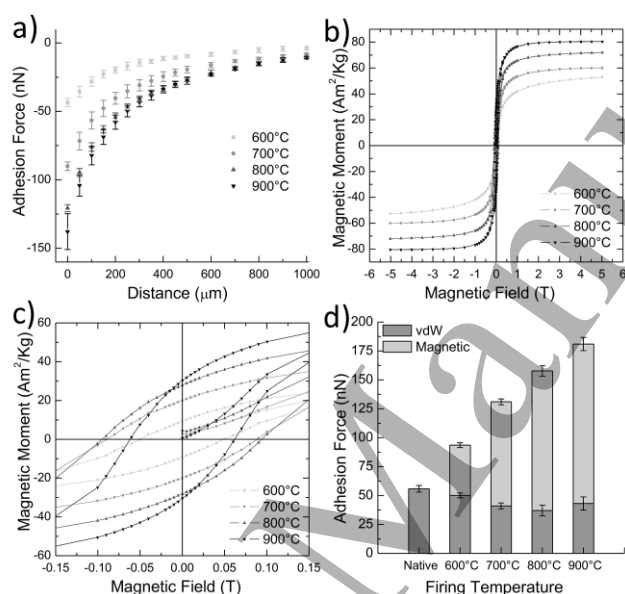 a)
Adhesion Force (nN)
0
-50
-100
-150
600°C
700°C
800°C
900°C
0 200 400 600 800 1000
Distance (µm)
b)
Magnetic Moment (Am²/Kg)
80
60
40
20
0
-20
-40
-60
-80
600°C
700°C
800°C
900°C
-6 -5 -4 -3 -2 -1 0 1 2 3 4 5 6
Magnetic Field (T)
c)
Magnetic Moment (Am²/Kg)
60
40
20
0
-20
-40
-60
600°C
700°C
800°C
900°C
-0.15 -0.10 -0.05 0.00 0.05 0.10 0.15
Magnetic Field (T)
d)
Adhesion Force (nN)
200
175
150
125
100
75
50
25
0
vdW
Magnetic
Native 600°C 700°C 800°C 900°C
Firing Temperature